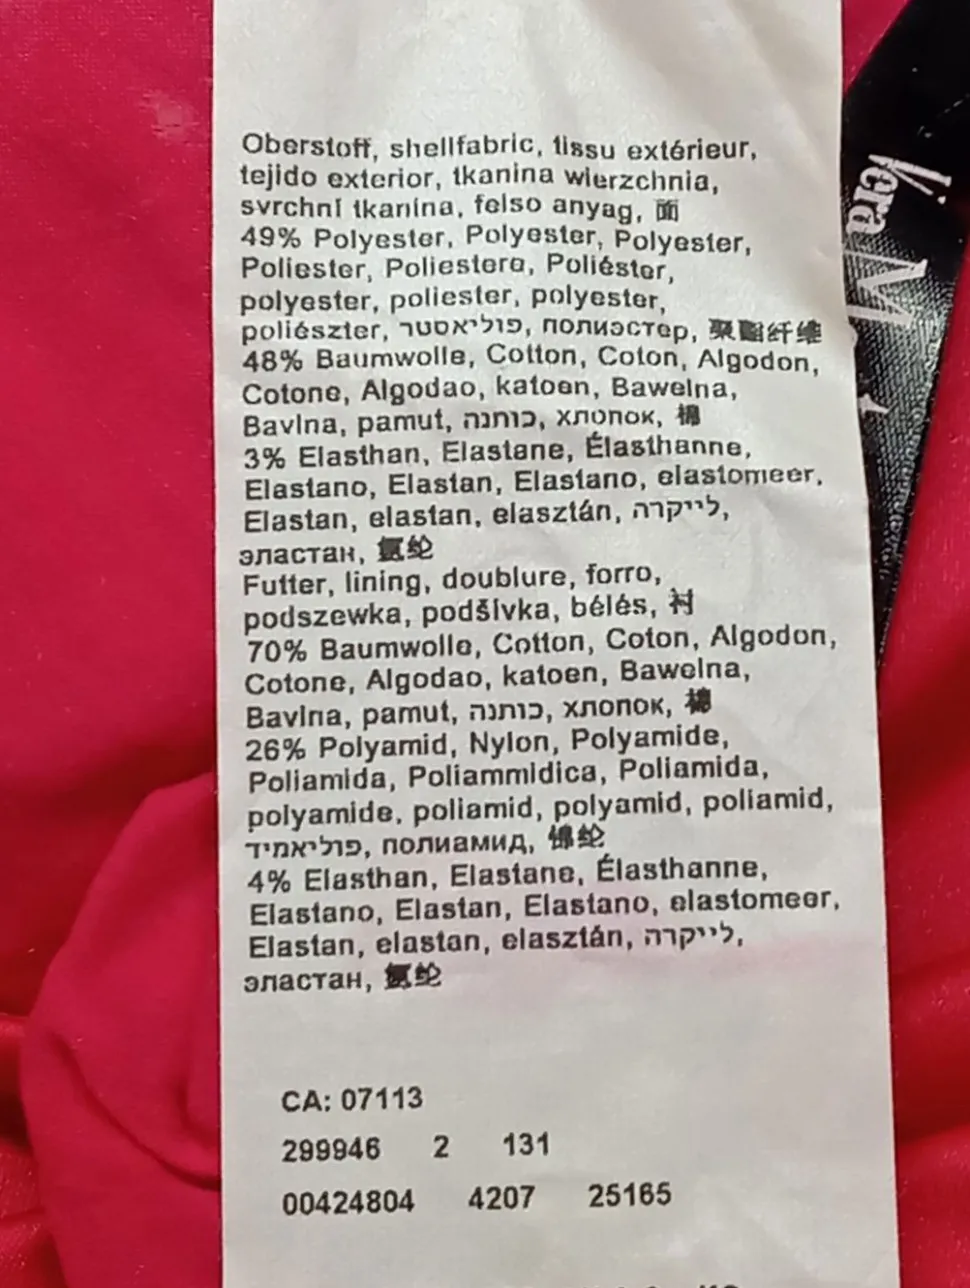 Oberstoff, shellfabric, tissu extérieur,
tejido exterior, tkanina wierzchnia,
svrchní tkanina, felso anyag, 面
49% Polyester, Polyester, Polyester,
Poliester, Poliestere, Poliéster,
polyester, poliester, polyester,
poliészter, פוליאסטר, полиэстер, 聚酯纤维
48% Baumwolle, Cotton, Coton, Algodon,
Cotone, Algodao, katoen, Bawelna,
Bavlna, pamut, כותנה, хлопок, 棉
3% Elasthan, Elastane, Élasthanne,
Elastano, Elastan, Elastano, elastomeer,
Elastan, elastan, elasztán, לייקרה,
эластан, 氨纶
Futter, lining, doublure, forro,
podszewka, podšívka, bélés, 衬
70% Baumwolle, Cotton, Coton, Algodon,
Cotone, Algodao, katoen, Bawelna,
Bavlna, pamut, כותנה, хлопок, 棉
26% Polyamid, Nylon, Polyamide,
Poliamida, Poliammidica, Poliamida,
polyamide, poliamid, polyamid, poliamid,
פוליאמיד, полиамид, 锦纶
4% Elasthan, Elastane, Élasthanne,
Elastano, Elastan, Elastano, elastomeer,
Elastan, elastan, elasztán, לייקרה,
эластан, 氨纶
CA: 07113
299946 2 131
00424804 4207 25165
Vera